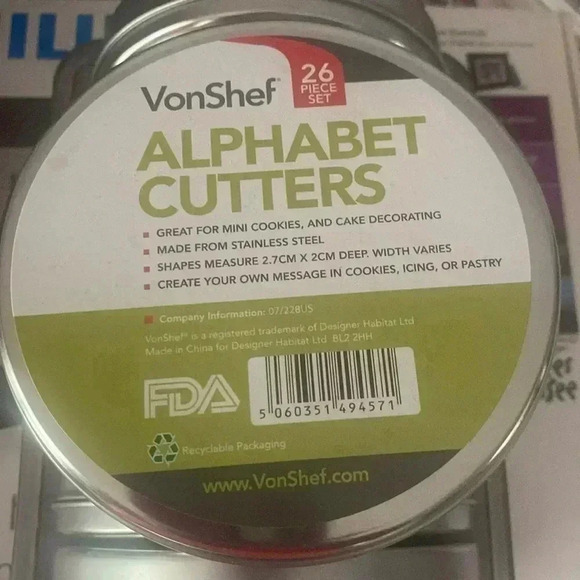 ILL
VonShef®
26
PIECE
SET
ALPHABET
CUTTERS
GREAT FOR MINI COOKIES, AND CAKE DECORATING
MADE FROM STAINLESS STEEL
SHAPES MEASURE 2.7CM X 2CM DEEP. WIDTH VARIES
CREATE YOUR OWN MESSAGE IN COOKIES, ICING, OR PASTRY
Company Information: 07/228US
VonShef® is a registered trademark of Designer Habitat Ltd
Made in China for Designer Habitat Ltd BL2 2HH
FDA
5 060351 494571
Recyclable Packaging
www.VonShef.com